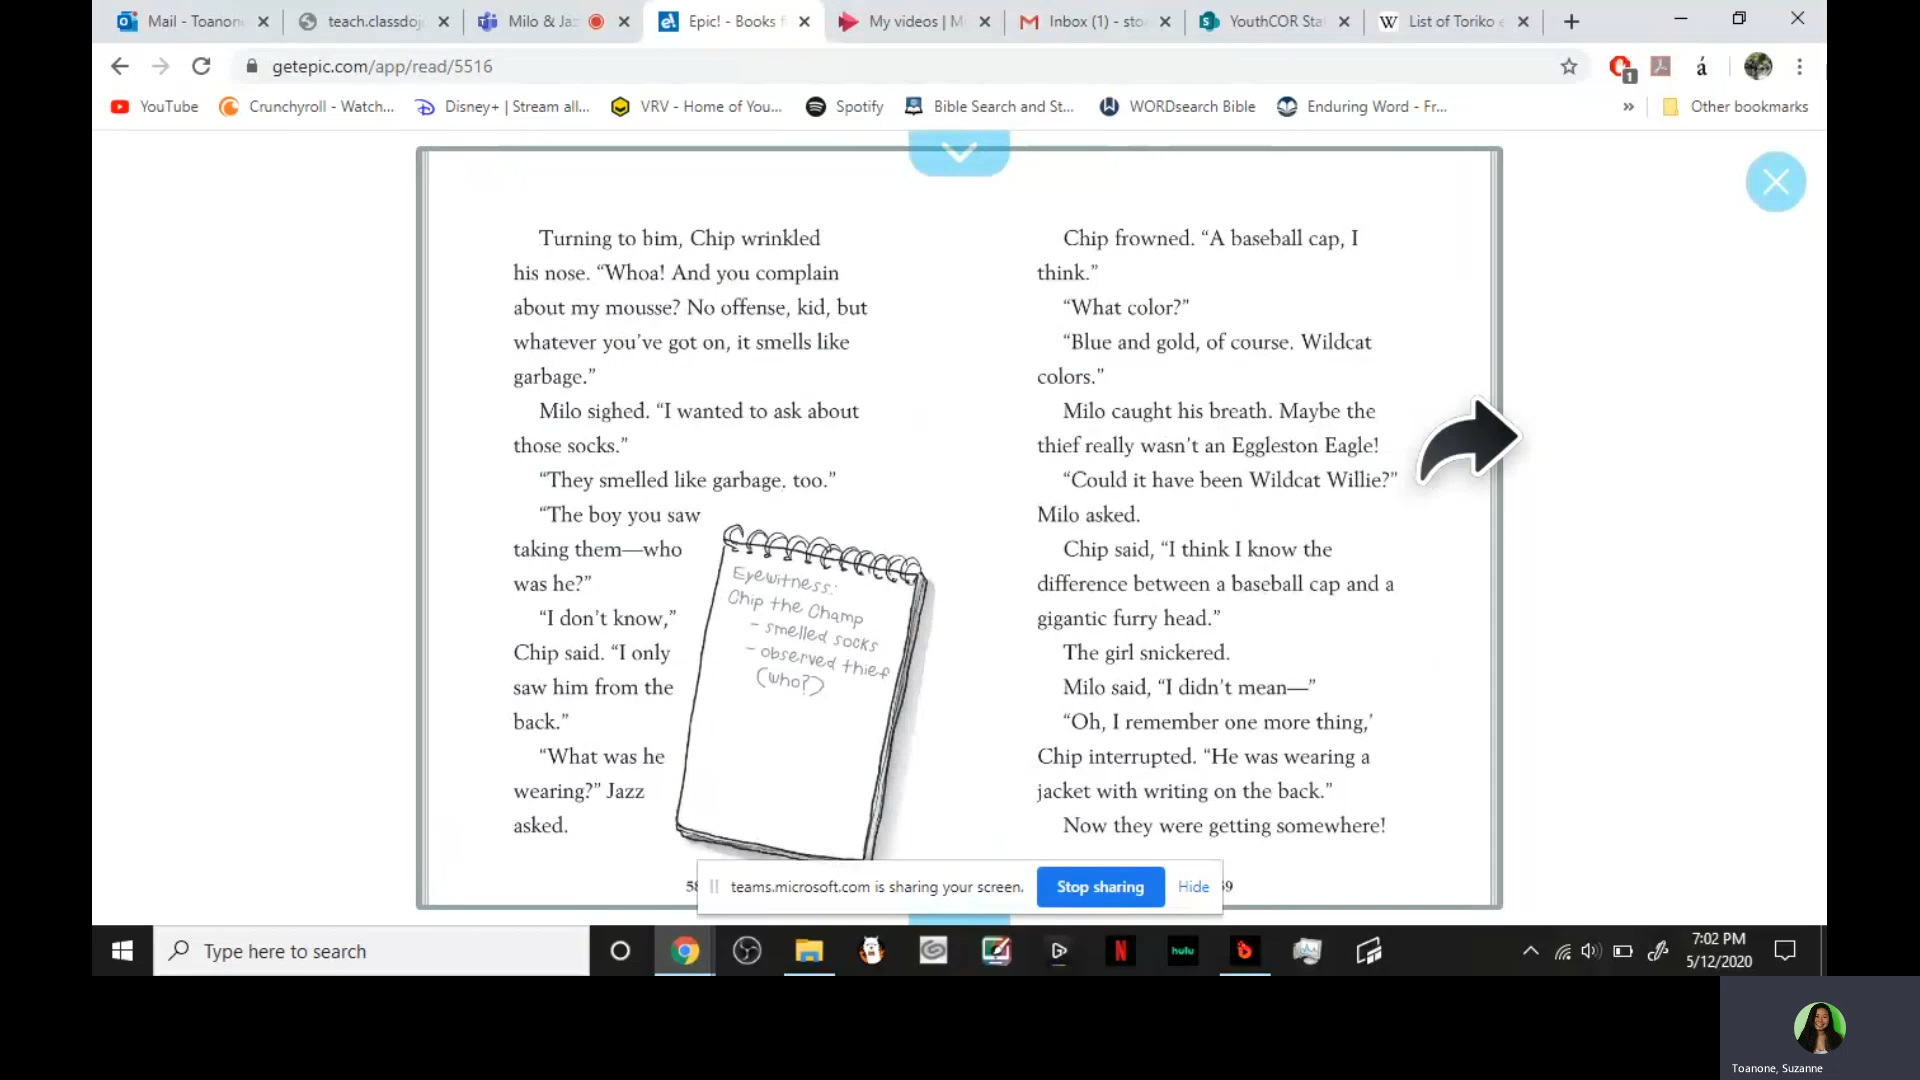 Mail - Toanon
teach.classdoj
Milo & Ja
Epic! - Books f
My videos | M
Inbox (1) - sto
YouthCOR Sta
List of Toriko e
getepic.com/app/read/5516
1
YouTube
Crunchyroll - Watch...
Disney+ | Stream all...
VRV - Home of You...
Spotify
Bible Search and St...
WORDsearch Bible
Enduring Word - Fr...
»
Other bookmarks
Turning to bim, Chip wrinkled
his nose. “Whoa! And you complain
about my mousse? No offense, kid, but
whatever you’ve got on, it smells like
garbage.”
Milo sighed. “I wanted to ask about
those socks.”
“They smelled like garbage, too.”
“The boy you saw
taking them—who
was he?”
“I don’t know,”
Chip said. “I only
saw him from the
back.”
“What was he
wearing?” Jazz
asked.
Eyewitness:
Chip the Champ
- smelled socks
- observed thief
(who?)
Chip frowned. “A baseball cap, I
think.”
“What color?”
“Blue and gold, of course. Wildcat
colors.”
Milo caught his breath. Maybe the
thief really wasn’t an Eggleston Eagle!
“Could it have been Wildcat Willie?”
Milo asked.
Chip said, “I think I know the
difference between a baseball cap and a
gigantic furry head.”
The girl snickered.
Milo said, “I didn’t mean—”
“Oh, I remember one more thing,’
Chip interrupted. “He was wearing a
jacket with writing on the back.”
Now they were getting somewhere!
teams.microsoft.com is sharing your screen.
Stop sharing
Hide
Type here to search
hulu
7:02 PM
5/12/2020
Toanone, Suzanne